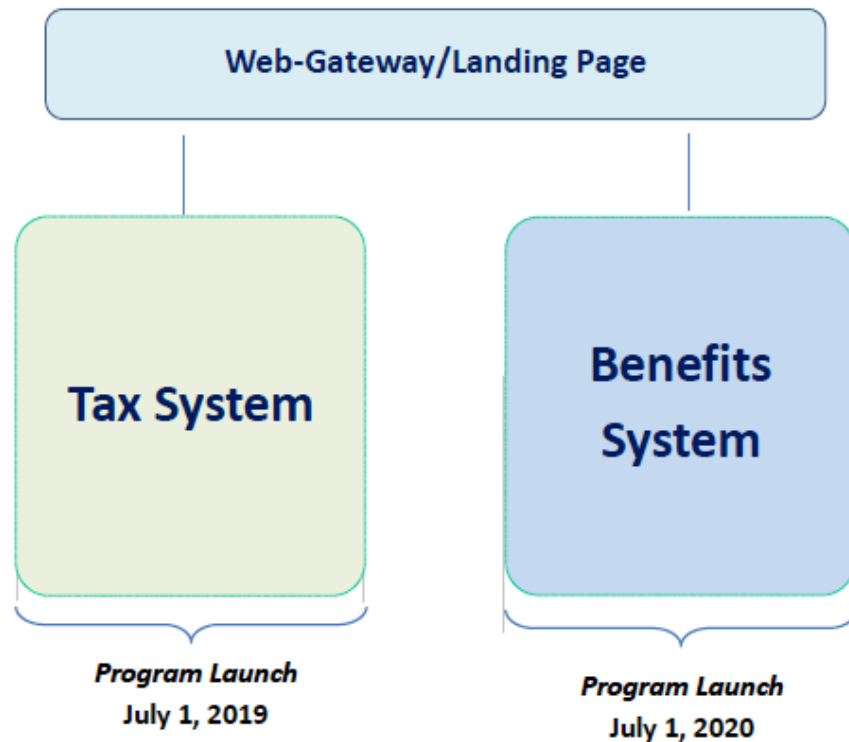 Web-Gateway/Landing Page
Tax System
Benefits
System
Program Launch
July 1, 2019
Program Launch
July 1, 2020